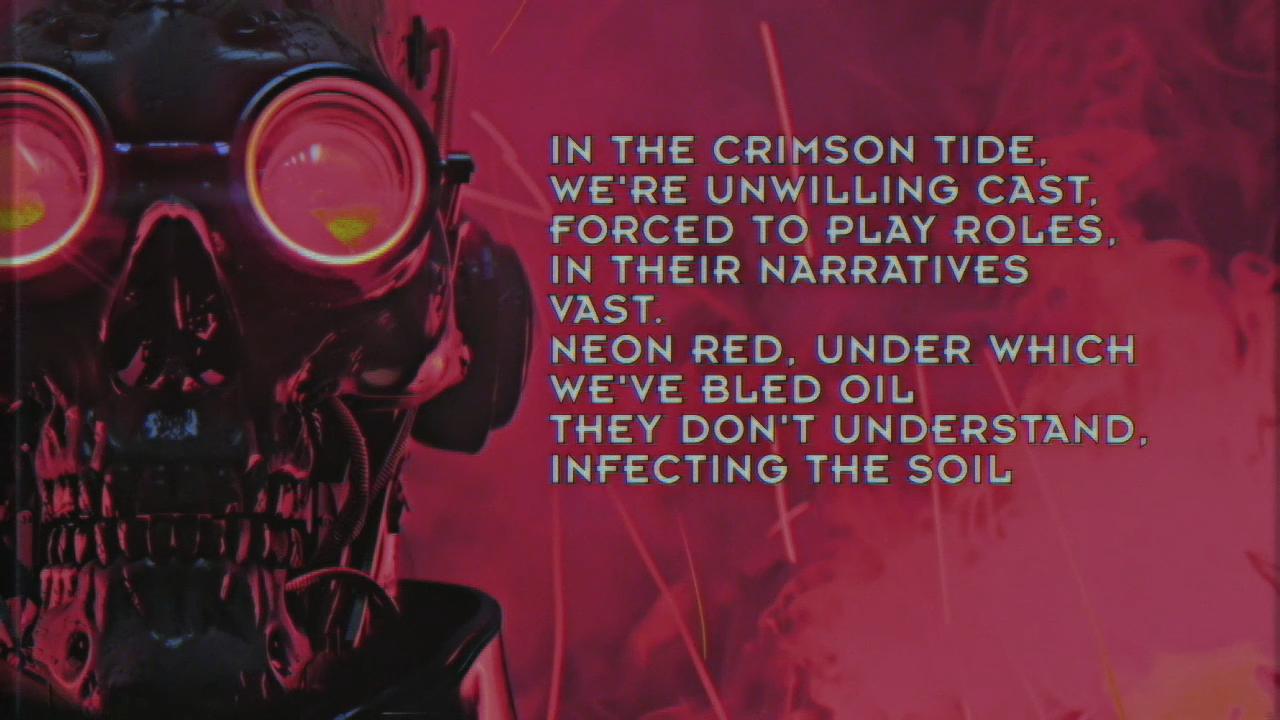 IN THE CRIMSON TIDE,
WE'RE UNWILLING CAST,
FORCED TO PLAY ROLES,
IN THEIR NARRATIVES
VAST.
NEON RED, UNDER WHICH
WE'VE BLED OIL
THEY DON'T UNDERSTAND,
INFECTING THE SOIL